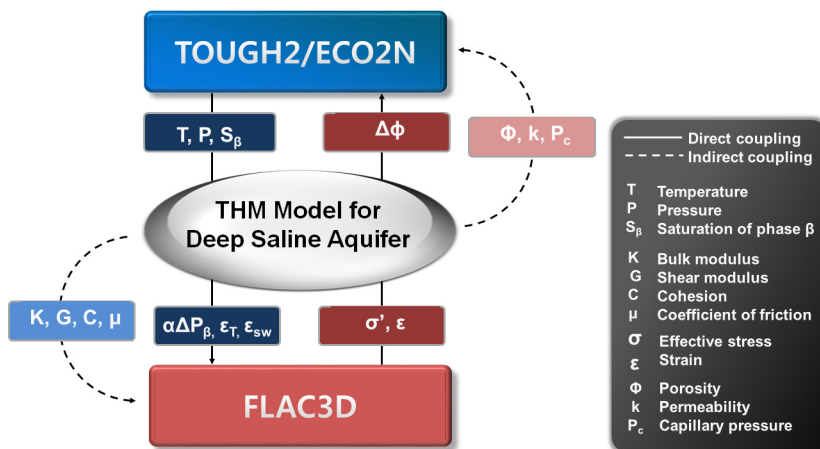 TOUGH2/ECO2N
T, P, Sβ
Δϕ
Φ, k, Pc
THM Model for
Deep Saline Aquifer
K, G, C, μ
αΔPβ, εT, εsw
σ', ε
FLAC3D
Direct coupling
Indirect coupling
T Temperature
P Pressure
Sβ Saturation of phase β
K Bulk modulus
G Shear modulus
C Cohesion
μ Coefficient of friction
σ Effective stress
ε Strain
Φ Porosity
k Permeability
Pc Capillary pressure